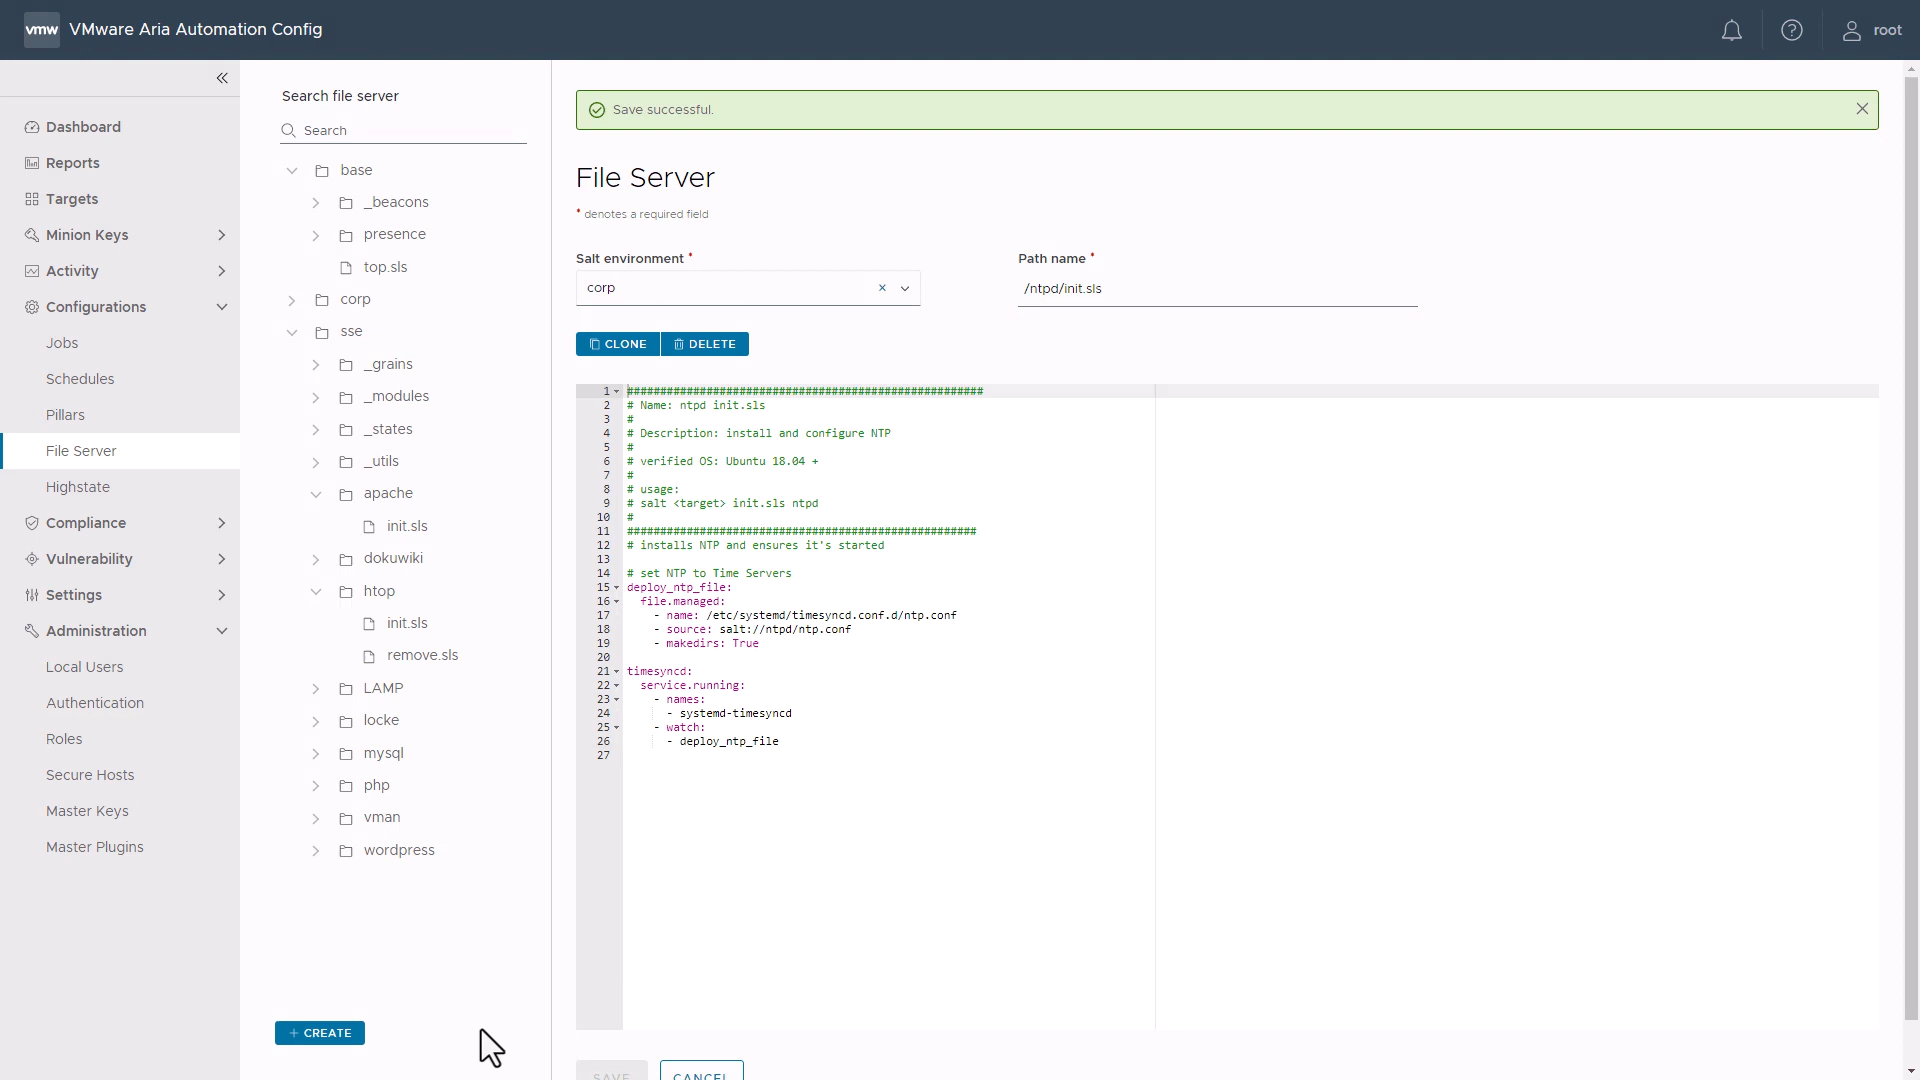 vmw VMware Aria Automation Config
root
Dashboard
Reports
Targets
Minion Keys
Activity
Configurations
Jobs
Schedules
Pillars
File Server
Highstate
Compliance
Vulnerability
Settings
Administration
Local Users
Authentication
Roles
Secure Hosts
Master Keys
Master Plugins
Search file server
Search
base
_beacons
presence
top.sls
corp
sse
_grains
_modules
_states
_utils
apache
init.sls
dokuwiki
htop
init.sls
remove.sls
LAMP
locke
mysql
php
vman
wordpress
+ CREATE
Save successful.
File Server
* denotes a required field
Salt environment *
corp
Path name *
/ntpd/init.sls
CLONE
DELETE
1 ######################################################
2 # Name: ntpd init.sls
3 #
4 # Description: install and configure NTP
5 #
6 # verified OS: Ubuntu 18.04 +
7 #
8 # usage:
9 # salt <target> init.sls ntpd
10 #
11 #####################################################
12 # installs NTP and ensures it's started
13
14 # set NTP to Time Servers
15 deploy_ntp_file:
16 file.managed:
17 - name: /etc/systemd/timesyncd.conf.d/ntp.conf
18 - source: salt://ntpd/ntp.conf
19 - makedirs: True
20
21 timesyncd:
22 service.running:
23 - names:
24 - systemd-timesyncd
25 - watch:
26 - deploy_ntp_file
27
SAVE
CANCEL